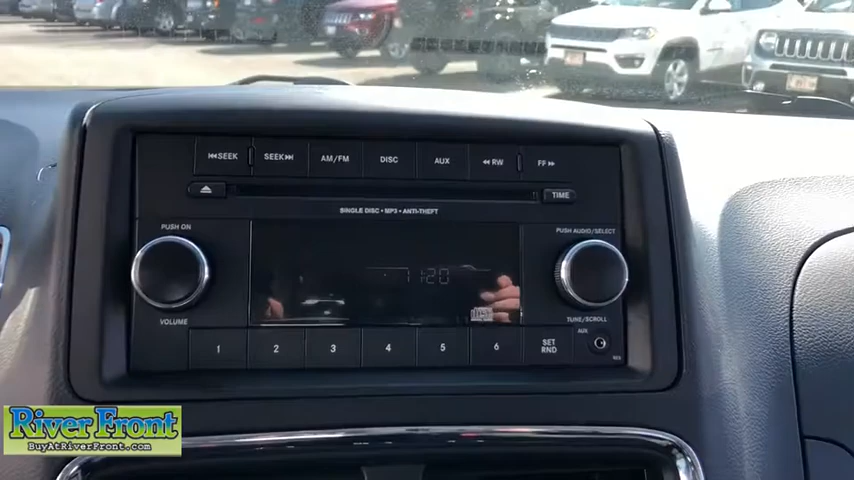 SEEK
SEEK
AM/FM
DISC
AUX
RW
FF
TIME
SINGLE DISC • MP3 • ANTI-THEFT
PUSH ON
PUSH AUDIO/SELECT
1:20
VOLUME
TUNE/SCROLL
AUX
1
2
3
4
5
6
SET
RND
RES
River Front
BuyAtRiverFront.com